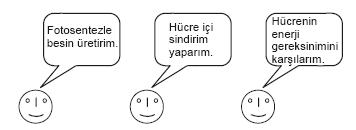 Fotosentezle
besin üretirim.
Hücre içi
sindirim
yaparım.
Hücrenin
enerji
gereksinimini
karşılarım.